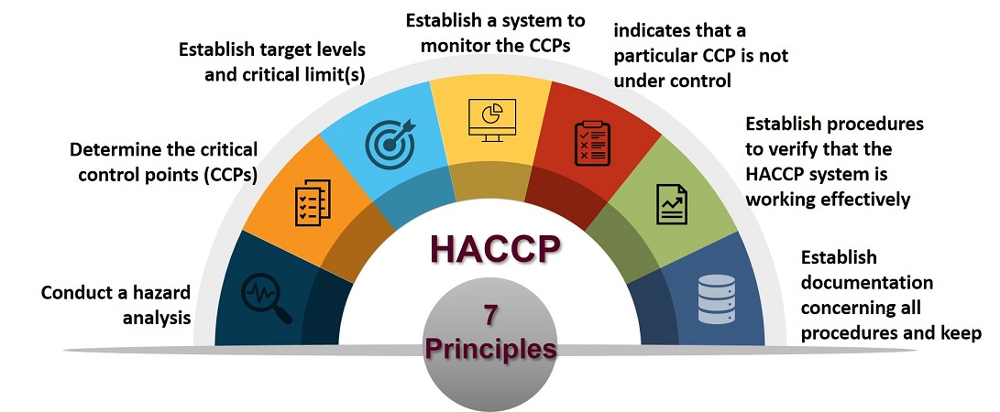 Conduct a hazard
analysis
Determine the critical
control points (CCPs)
Establish target levels
and critical limit(s)
Establish a system to
monitor the CCPs
indicates that a
particular CCP is not
under control
Establish procedures
to verify that the
HACCP system is
working effectively
Establish
documentation
concerning all
procedures and keep
HACCP
7
Principles